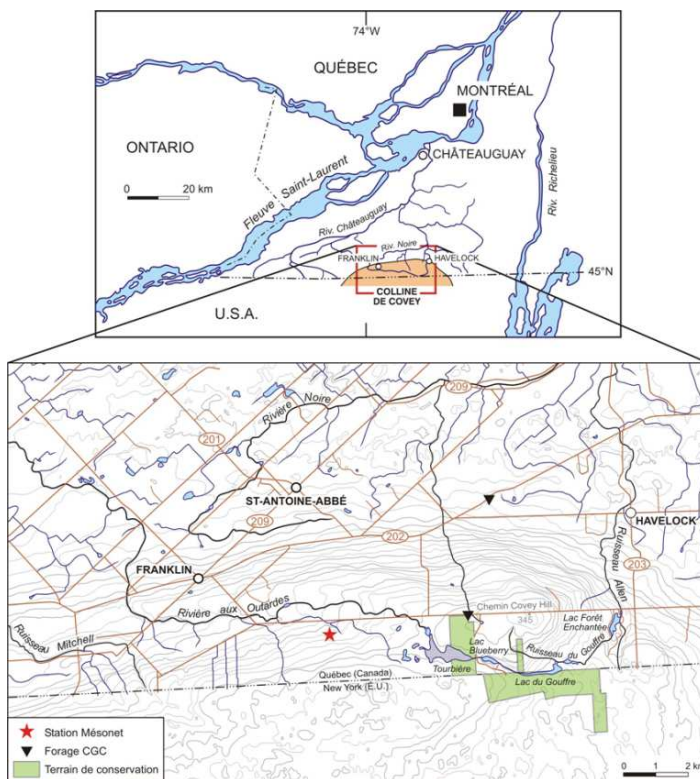 74°W
QUÉBEC
MONTRÉAL
ONTARIO
CHÂTEAUGUAY
0 20 km
Fleuve Saint-Laurent
Riv. Richelieu
Riv. Châteauguay
Riv. Noire
FRANKLIN
HAVELOCK
45°N
COLLINE
DE COVEY
U.S.A.
209
Rivière Noire
201
ST-ANTOINE-ABBÉ
HAVELOCK
209
202
Ruisseau Allen
203
FRANKLIN
Rivière aux Outardes
Chemin Covey Hill
345
Lac Forêt
Enchantée
Ruisseau Mitchell
Lac
Blueberry
Ruisseau du Gouffre
Tourbière
Québec (Canada)
New York (E.U.)
Lac du Gouffre
Station Mésonet
Forage CGC
Terrain de conservation
0 1 2 km